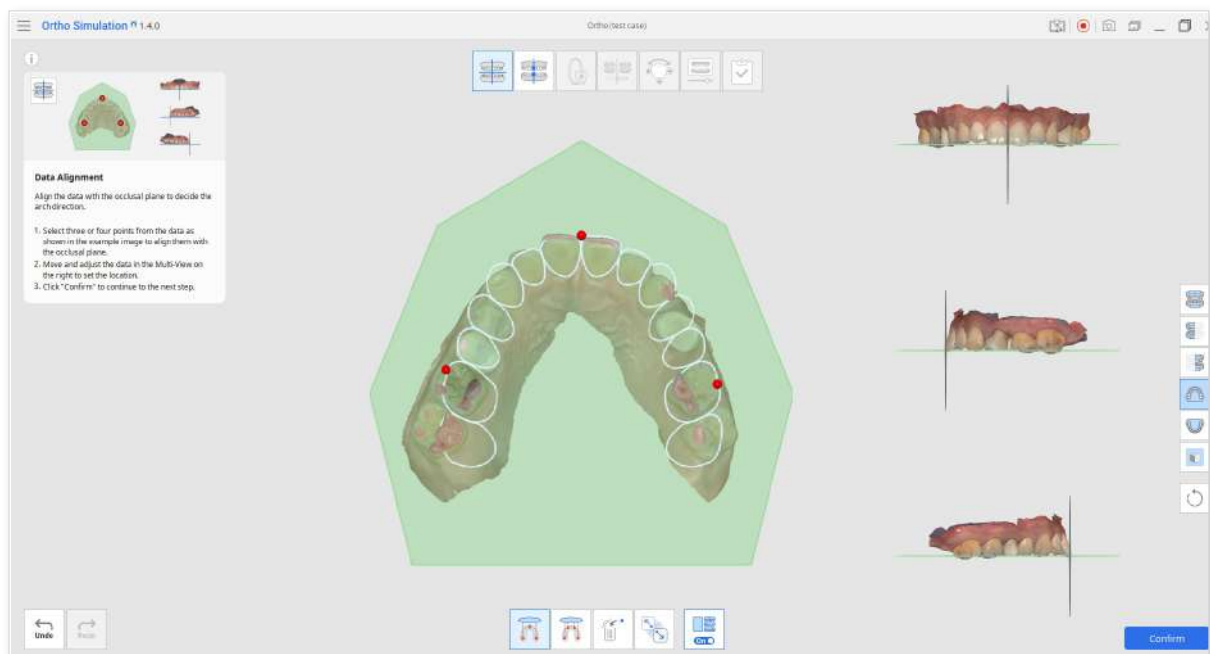 Ortho Simulation 1.4.0
Ortho(test case)
Data Alignment
Align the data with the occlusal plane to decide the
arch direction.
1. Select three or four points from the data as
shown in the example image to align them with
the occlusal plane.
2. Move and adjust the data in the Multi-View on
the right to set the location.
3. Click "Confirm" to continue to the next step.
Undo
Redo
On
Confirm